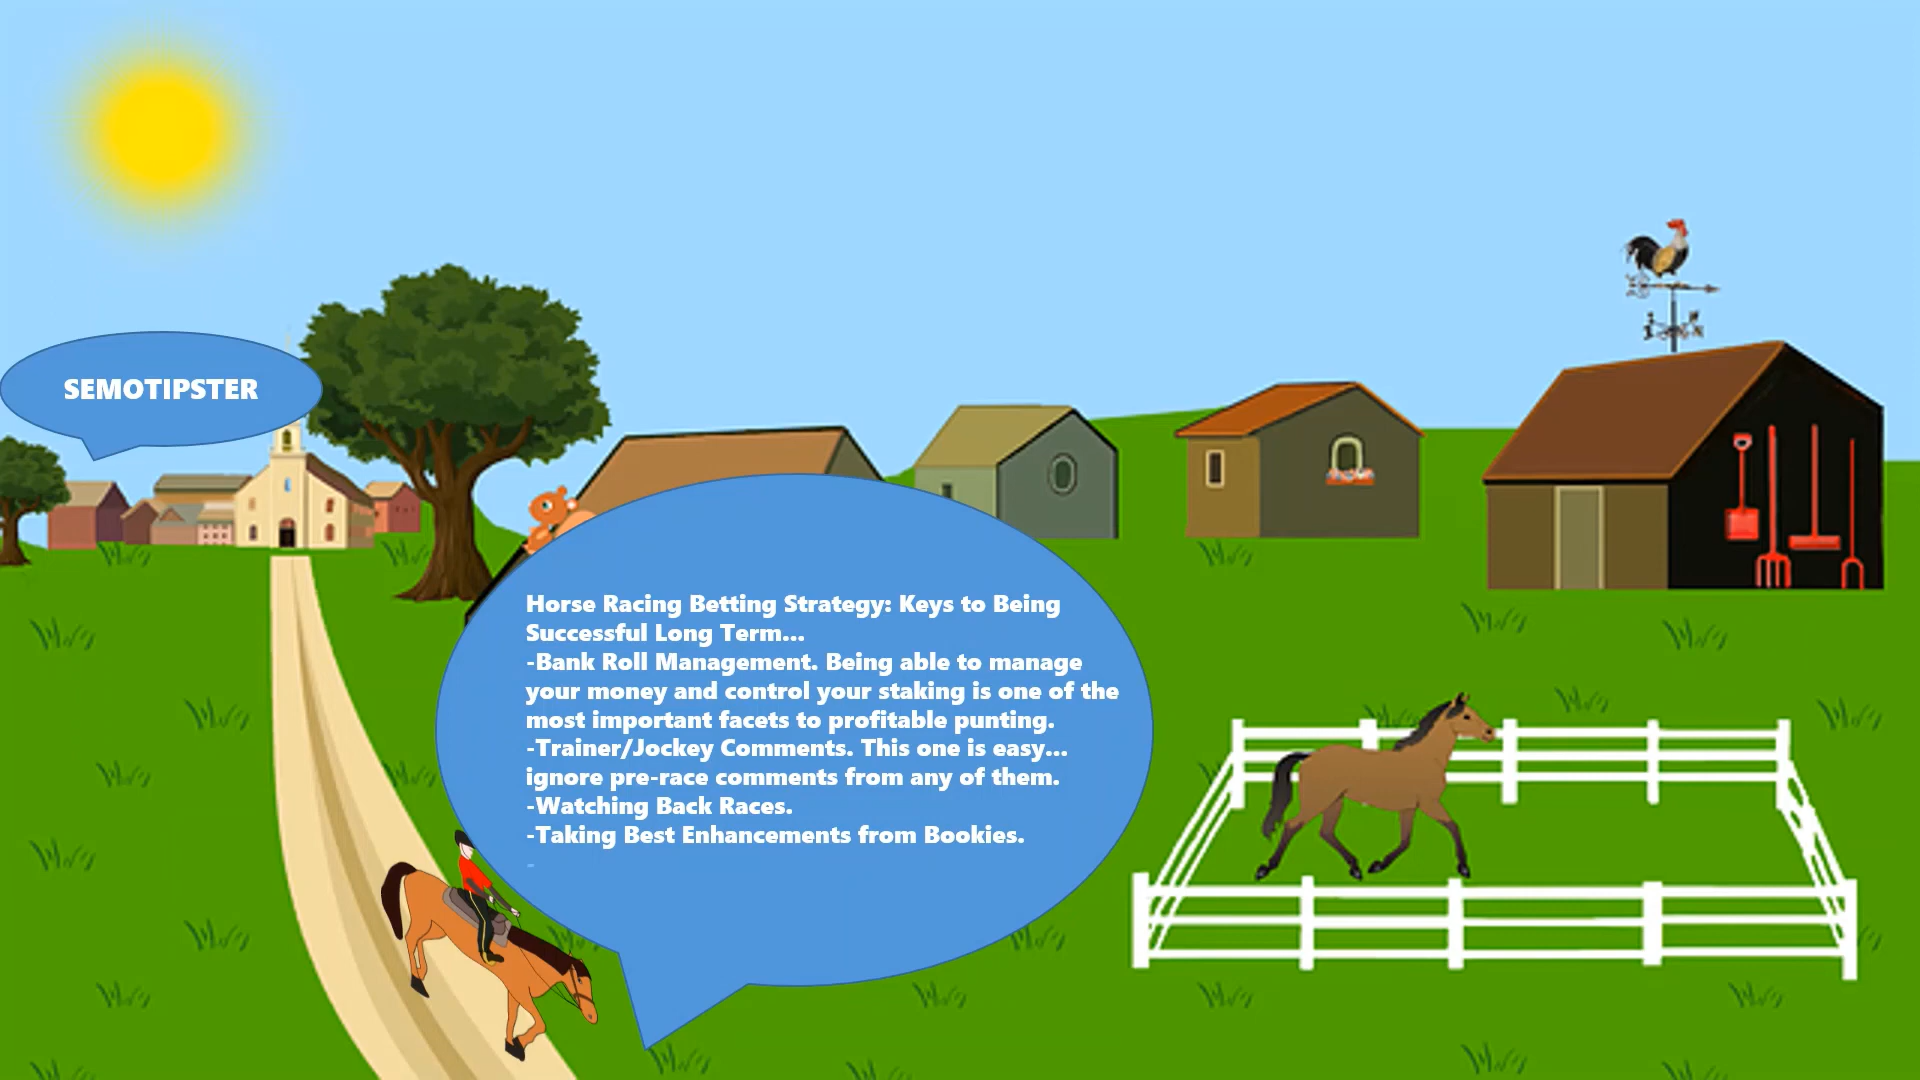 SEMOTIPSTER
Horse Racing Betting Strategy: Keys to Being
Successful Long Term...
-Bank Roll Management. Being able to manage
your money and control your staking is one of the
most important facets to profitable punting.
-Trainer/Jockey Comments. This one is easy...
ignore pre-race comments from any of them.
-Watching Back Races.
-Taking Best Enhancements from Bookies.
-